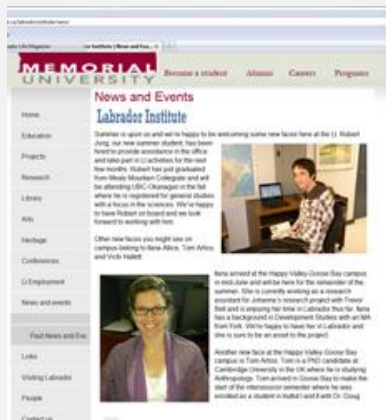 MEMORIAL
UNIVERSITY
Become a student Alumni Careers Programs
News and Events
Labrador Institute
Home
Education
Projects
Research
Library
Arts
Heritage
Conferences
LI Employment
News and events
Past News and Eve
Links
Visiting Labrador
People
Contact us
Summer is upon us and we're happy to be welcoming some new faces here at the LI. Robert
Jong, our new summer student, has been
hired to provide assistance in the office
and take part in LI activities for the next
few months. Robert has just graduated
from Mealy Mountain Collegiate and will
be attending UBC-Okanagan in the fall
where he is registered for general studies
with a focus in the sciences. We're happy
to have Robert on board and we look
forward to working with him.
Other new faces you might see on
campus belong to Ilana Allice, Tom Artiss,
and Vicki Hallett
Ilana arrived at the Happy Valley-Goose Bay campus
in mid-June and will be here for the remainder of the
summer. She is currently working as a research
assistant for Johanna's research project with Trevor
Bell and is enjoying her time in Labrador thus far. Ilana
has a background in Development Studies with an MA
from York. We're happy to have her in Labrador and
she is sure to be an asset to the project.
Another new face at the Happy Valley-Goose Bay
campus is Tom Artiss. Tom is a PhD candidate at
Cambridge University in the UK where he is studying
Anthropology. Tom arrived in Goose Bay to make the
start of the intersession semester where he was
enrolled as a student in Inuttut I and II with Dr. Doug